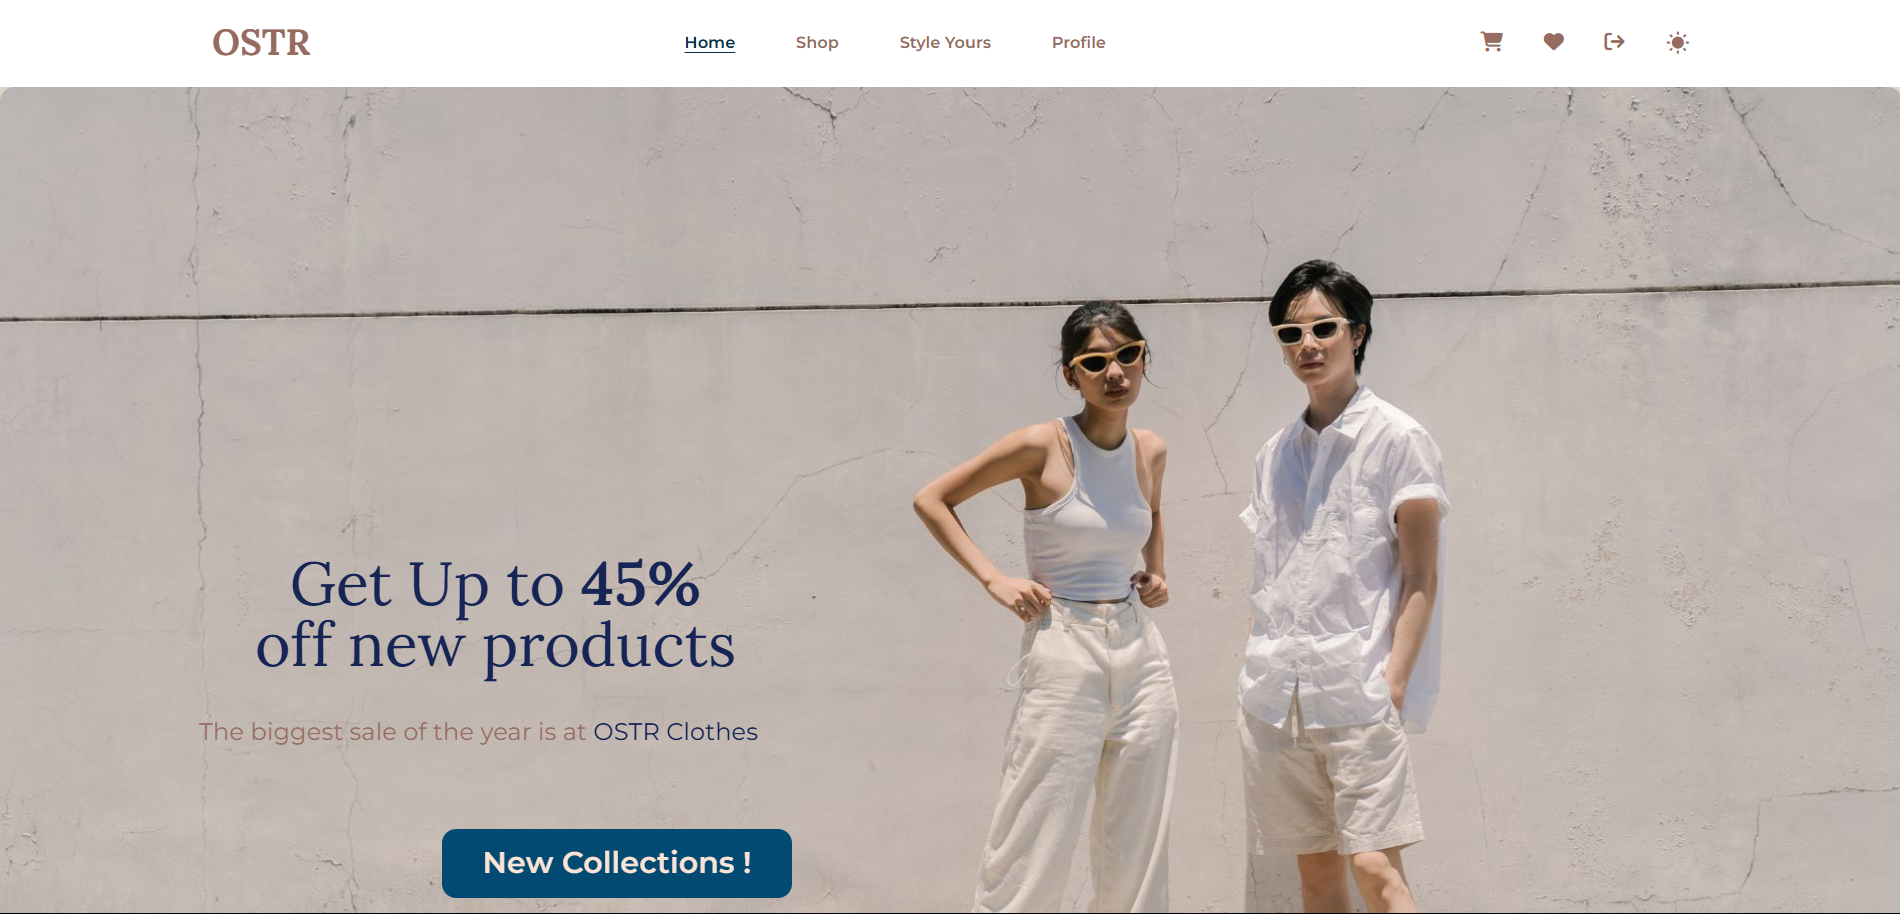 OSTR
Home Shop Style Yours Profile
Get Up to 45%
off new products
The biggest sale of the year is at OSTR Clothes
New Collections !